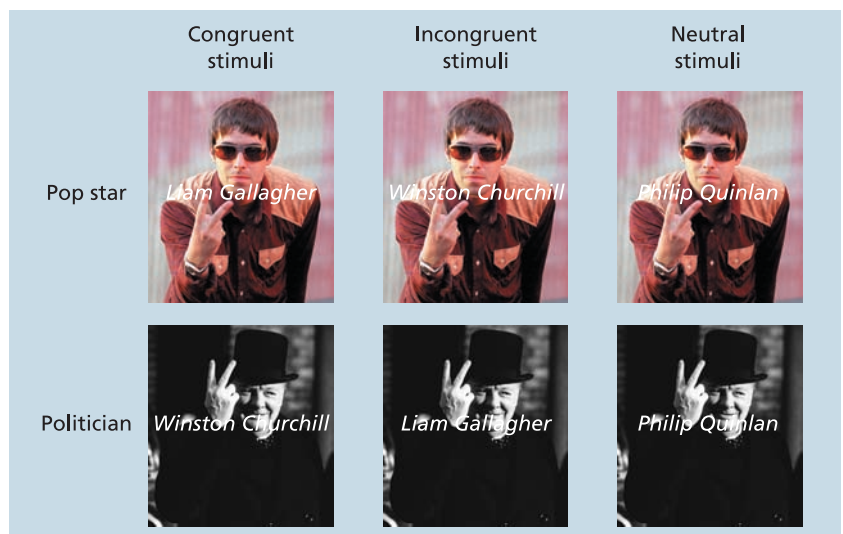 Congruent
stimuli
Incongruent
stimuli
Neutral
stimuli
Pop star
Liam Gallagher
Winston Churchill
Philip Quinlan
Politician
Winston Churchill
Liam Gallagher
Philip Quinlan